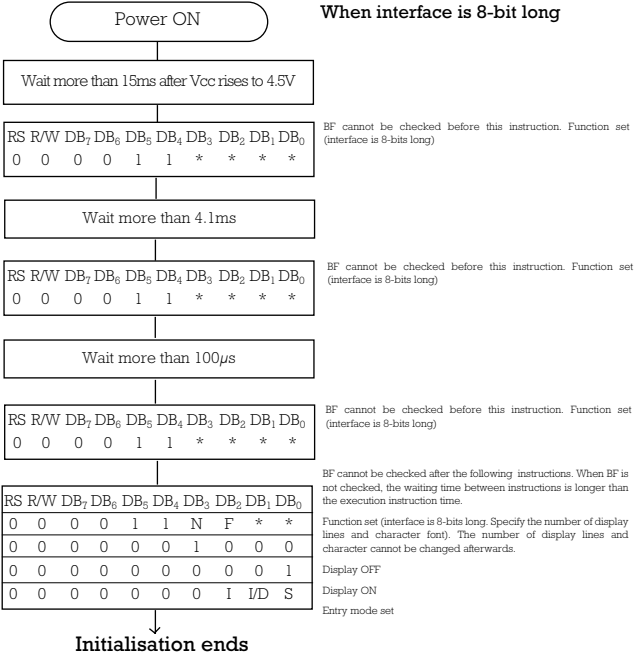 Power ON
When interface is 8-bit long
Wait more than 15ms after Vcc rises to 4.5V
RS R/W DB₇ DB₆ DB₅ DB₄ DB₃ DB₂ DB₁ DB₀
0 0 0 0 1 1 * * * *
BF cannot be checked before this instruction. Function set
(interface is 8-bits long)
Wait more than 4.1ms
RS R/W DB₇ DB₆ DB₅ DB₄ DB₃ DB₂ DB₁ DB₀
0 0 0 0 1 1 * * * *
BF cannot be checked before this instruction. Function set
(interface is 8-bits long)
Wait more than 100µs
RS R/W DB₇ DB₆ DB₅ DB₄ DB₃ DB₂ DB₁ DB₀
0 0 0 0 1 1 * * * *
BF cannot be checked before this instruction. Function set
(interface is 8-bits long)
RS R/W DB₇ DB₆ DB₅ DB₄ DB₃ DB₂ DB₁ DB₀
0 0 0 0 1 1 N F * *
0 0 0 0 0 0 1 0 0 0
0 0 0 0 0 0 0 0 0 1
0 0 0 0 0 0 0 I I/D S
BF cannot be checked after the following instructions. When BF is
not checked, the waiting time between instructions is longer than
the execution instruction time.
Function set (interface is 8-bits long. Specify the number of display
lines and character font). The number of display lines and
character cannot be changed afterwards.
Display OFF
Display ON
Entry mode set
Initialisation ends